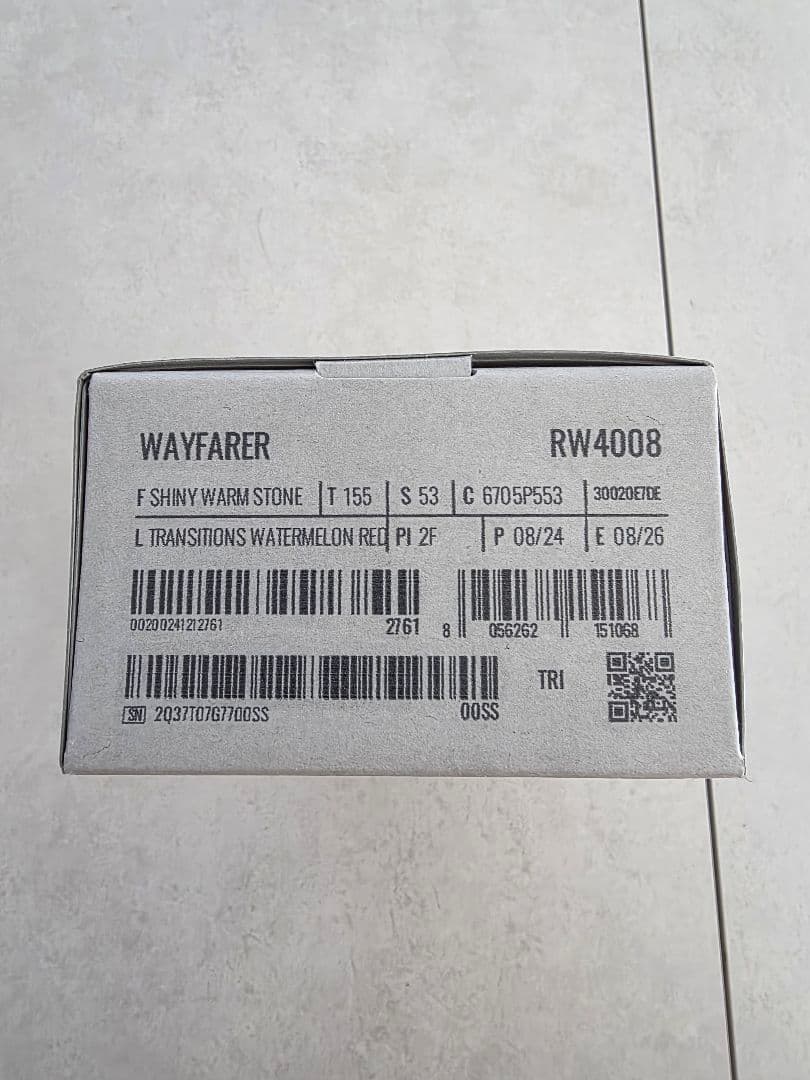 WAYFARER RW4008
F SHINY WARM STONE T 155 S 53 C 6705P553 30020E7DE
L TRANSITIONS WATERMELON RED PI 2F P 08/24 E 08/26
00200241212761 2761 8 056262 151068
TRI
SN 2Q37T07G7700SS 00SS